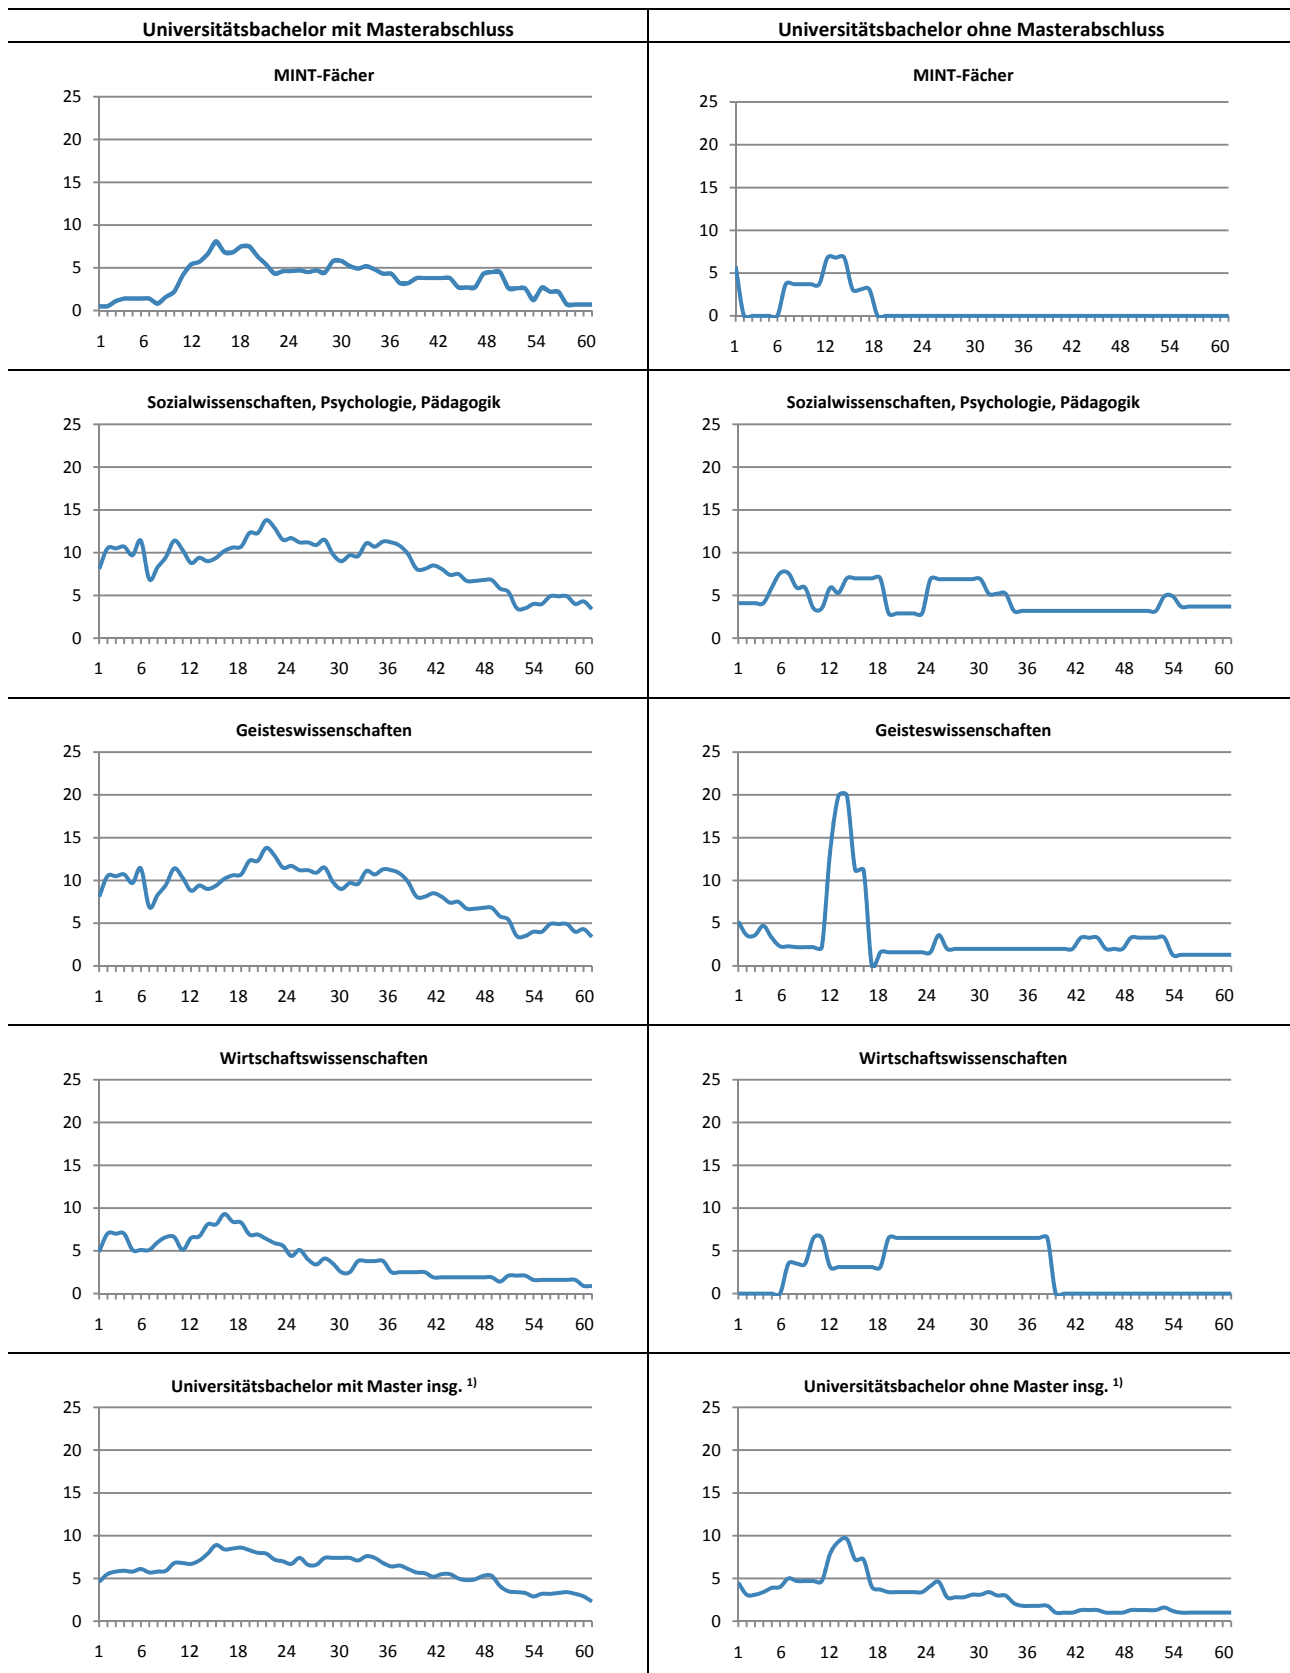 Universitätsbachelor mit Masterabschluss
Universitätsbachelor ohne Masterabschluss
MINT-Fächer
25
20
15
10
5
0
1 6 12 18 24 30 36 42 48 54 60
MINT-Fächer
25
20
15
10
5
0
1 6 12 18 24 30 36 42 48 54 60
Sozialwissenschaften, Psychologie, Pädagogik
25
20
15
10
5
0
1 6 12 18 24 30 36 42 48 54 60
Sozialwissenschaften, Psychologie, Pädagogik
25
20
15
10
5
0
1 6 12 18 24 30 36 42 48 54 60
Geisteswissenschaften
25
20
15
10
5
0
1 6 12 18 24 30 36 42 48 54 60
Geisteswissenschaften
25
20
15
10
5
0
1 6 12 18 24 30 36 42 48 54 60
Wirtschaftswissenschaften
25
20
15
10
5
0
1 6 12 18 24 30 36 42 48 54 60
Wirtschaftswissenschaften
25
20
15
10
5
0
1 6 12 18 24 30 36 42 48 54 60
Universitätsbachelor mit Master insg. 1)
25
20
15
10
5
0
1 6 12 18 24 30 36 42 48 54 60
Universitätsbachelor ohne Master insg. 1)
25
20
15
10
5
0
1 6 12 18 24 30 36 42 48 54 60